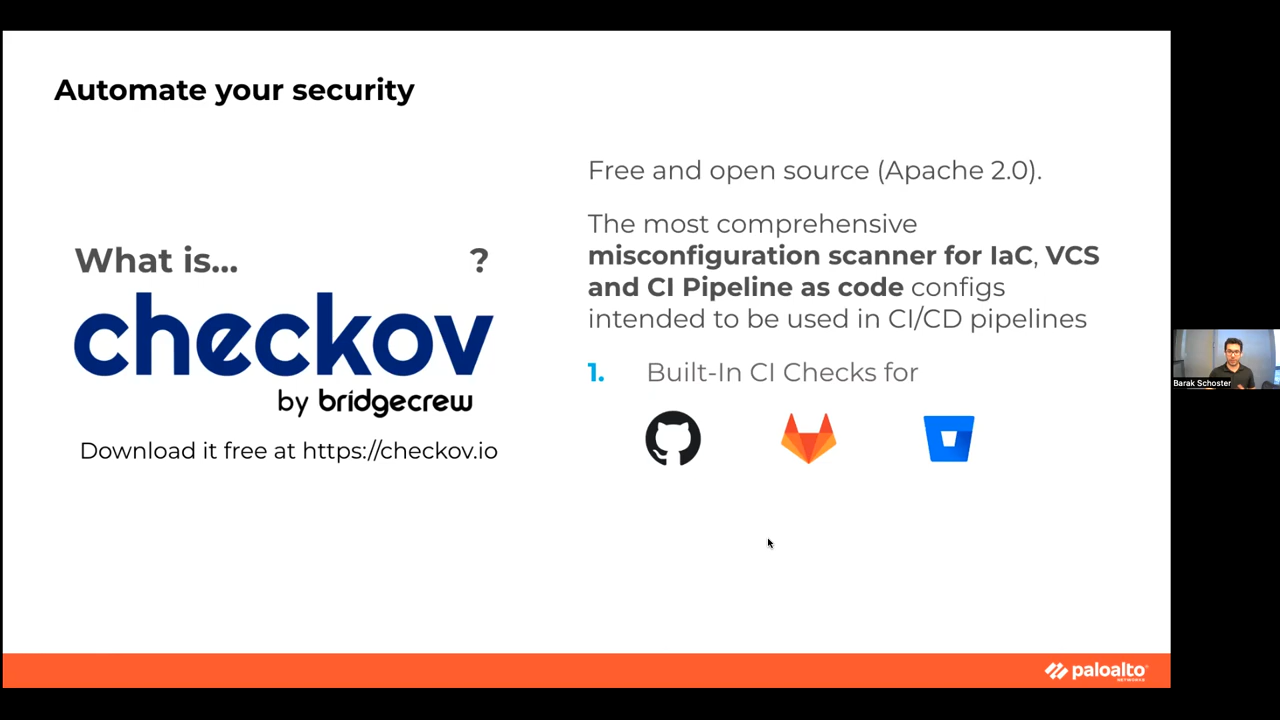 Automate your security
What is... ?
checkov
by bridgecrew
Download it free at https://checkov.io
Free and open source (Apache 2.0).
The most comprehensive
misconfiguration scanner for IaC, VCS
and CI Pipeline as code configs
intended to be used in CI/CD pipelines
1. Built-In CI Checks for
Barak Schoster
paloalto
NETWORKS